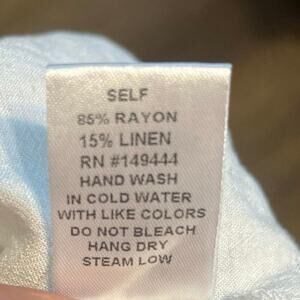 SELF
85% RAYON
15% LINEN
RN #149444
HAND WASH
IN COLD WATER
WITH LIKE COLORS
DO NOT BLEACH
HANG DRY
STEAM LOW